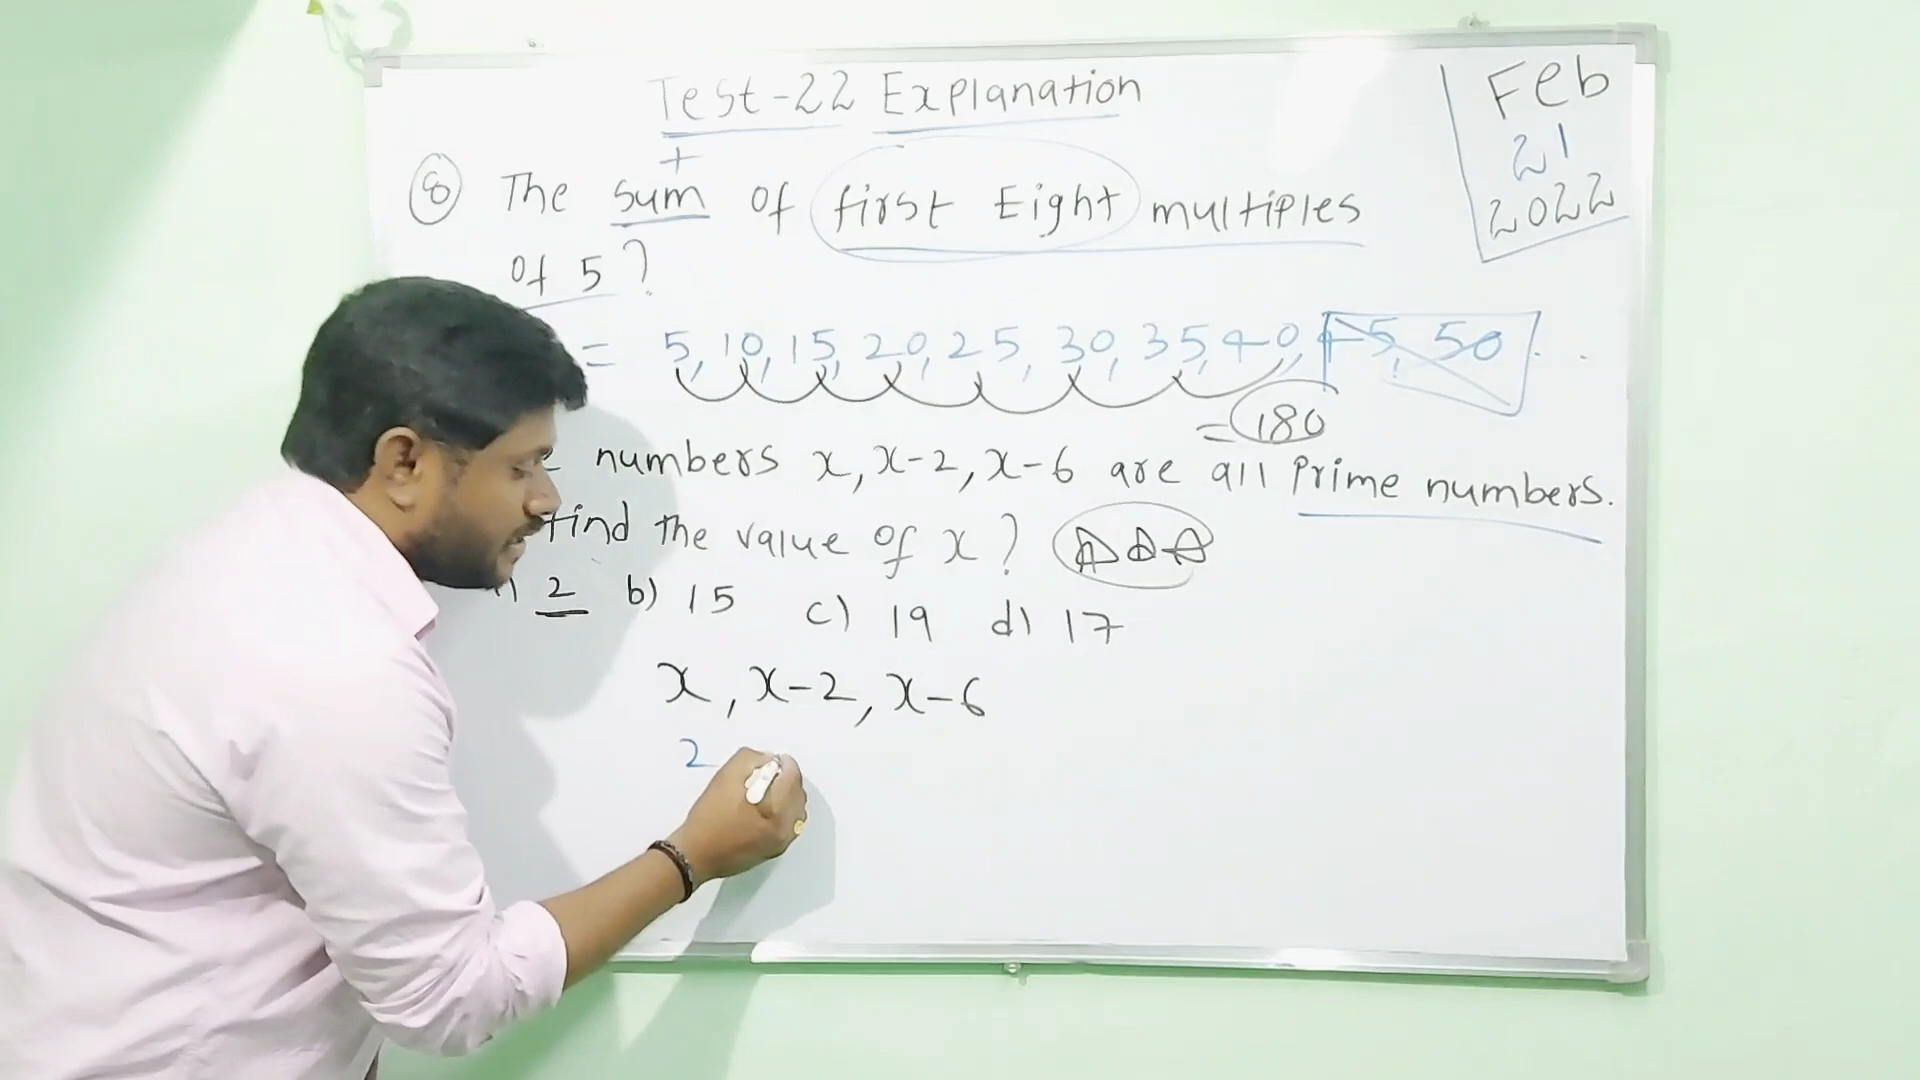 Test-22 Explanation
Feb
21
2022
+
8 The sum of first Eight multiples
of 5?
= 5, 10, 15, 20, 25, 30, 35, 40, 45, 50 . .
= 180
numbers x, x-2, x-6 are all Prime numbers.
find the value of x?
2 b) 15 c) 19 d) 17
x, x-2, x-6
2